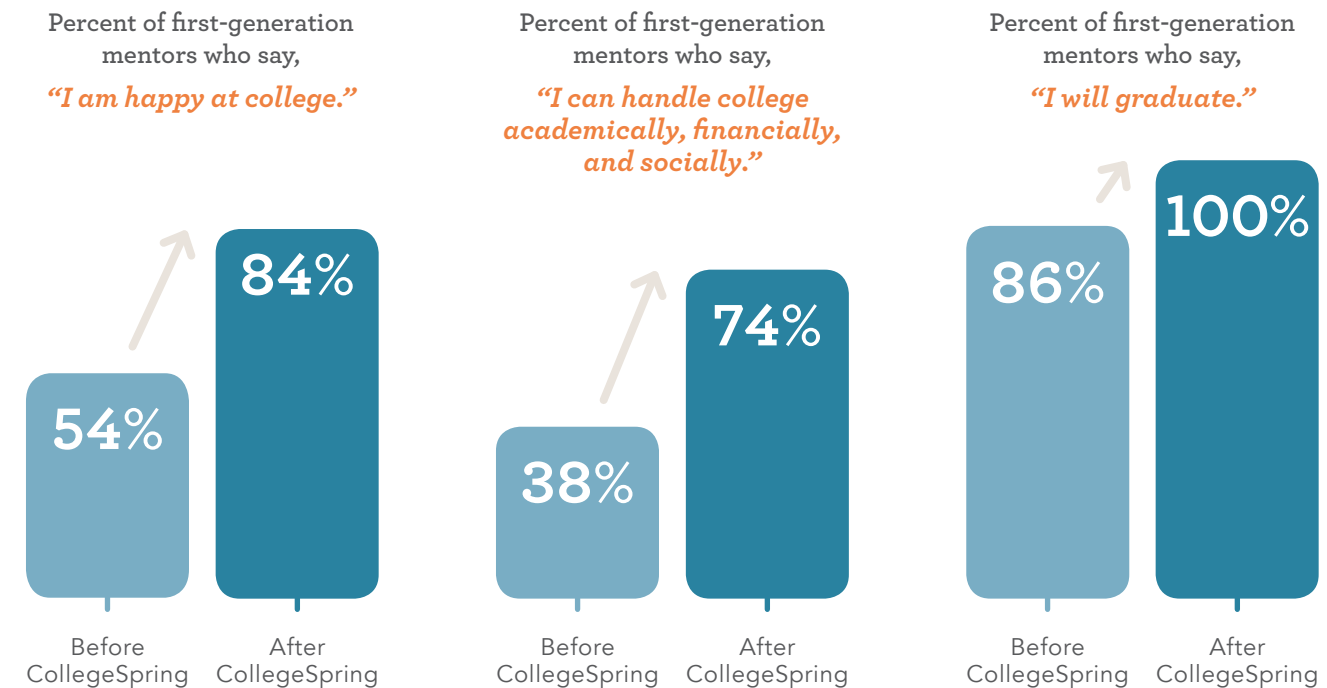 Percent of first-generation
mentors who say,
“I am happy at college.”
84%
54%
Before
CollegeSpring
After
CollegeSpring
Percent of first-generation
mentors who say,
“I can handle college
academically, financially,
and socially.”
74%
38%
Before
CollegeSpring
After
CollegeSpring
Percent of first-generation
mentors who say,
“I will graduate.”
100%
86%
Before
CollegeSpring
After
CollegeSpring